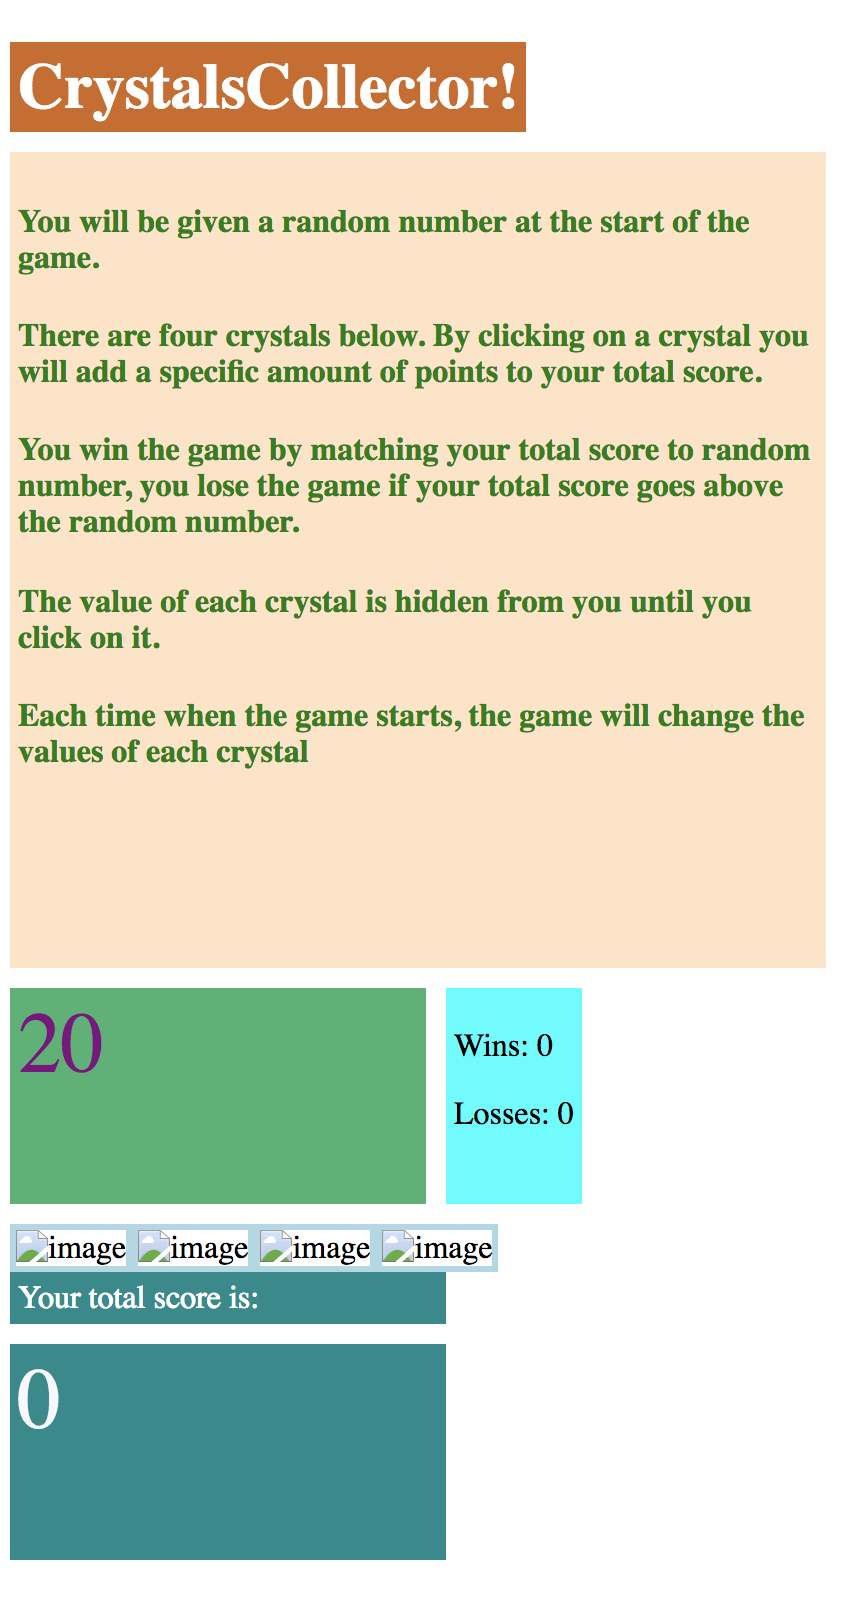 CrystalsCollector!
You will be given a random number at the start of the
game.
There are four crystals below. By clicking on a crystal you
will add a specific amount of points to your total score.
You win the game by matching your total score to random
number, you lose the game if your total score goes above
the random number.
The value of each crystal is hidden from you until you
click on it.
Each time when the game starts, the game will change the
values of each crystal
20
Wins: 0
Losses: 0
image image image image
Your total score is:
0